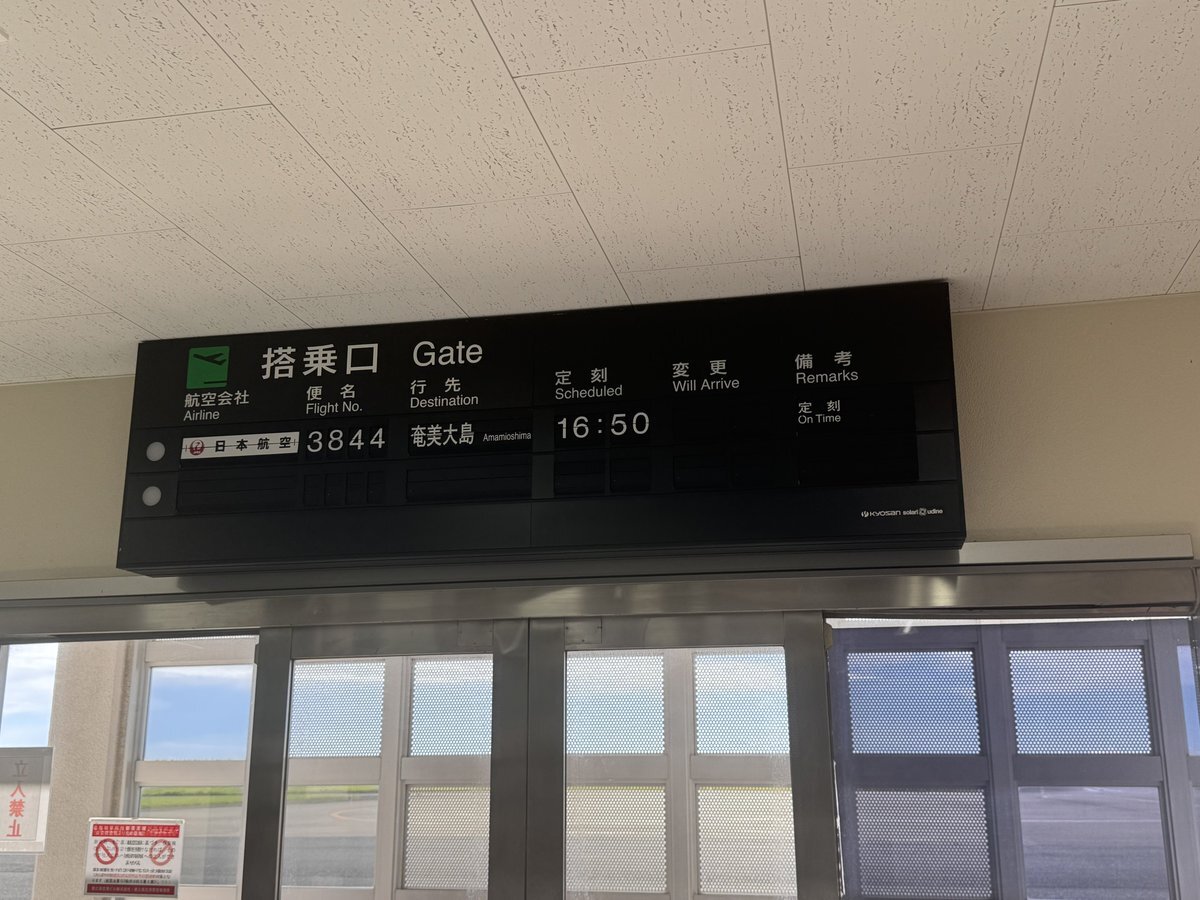 搭乗口 Gate
航空会社 便名 行先 定刻 変更 備考
Airline Flight No. Destination Scheduled Will Arrive Remarks
日本航空 3844 奄美大島 Amamioshima 16:50 定刻
On Time
KYOSAN solari udine
立入禁止